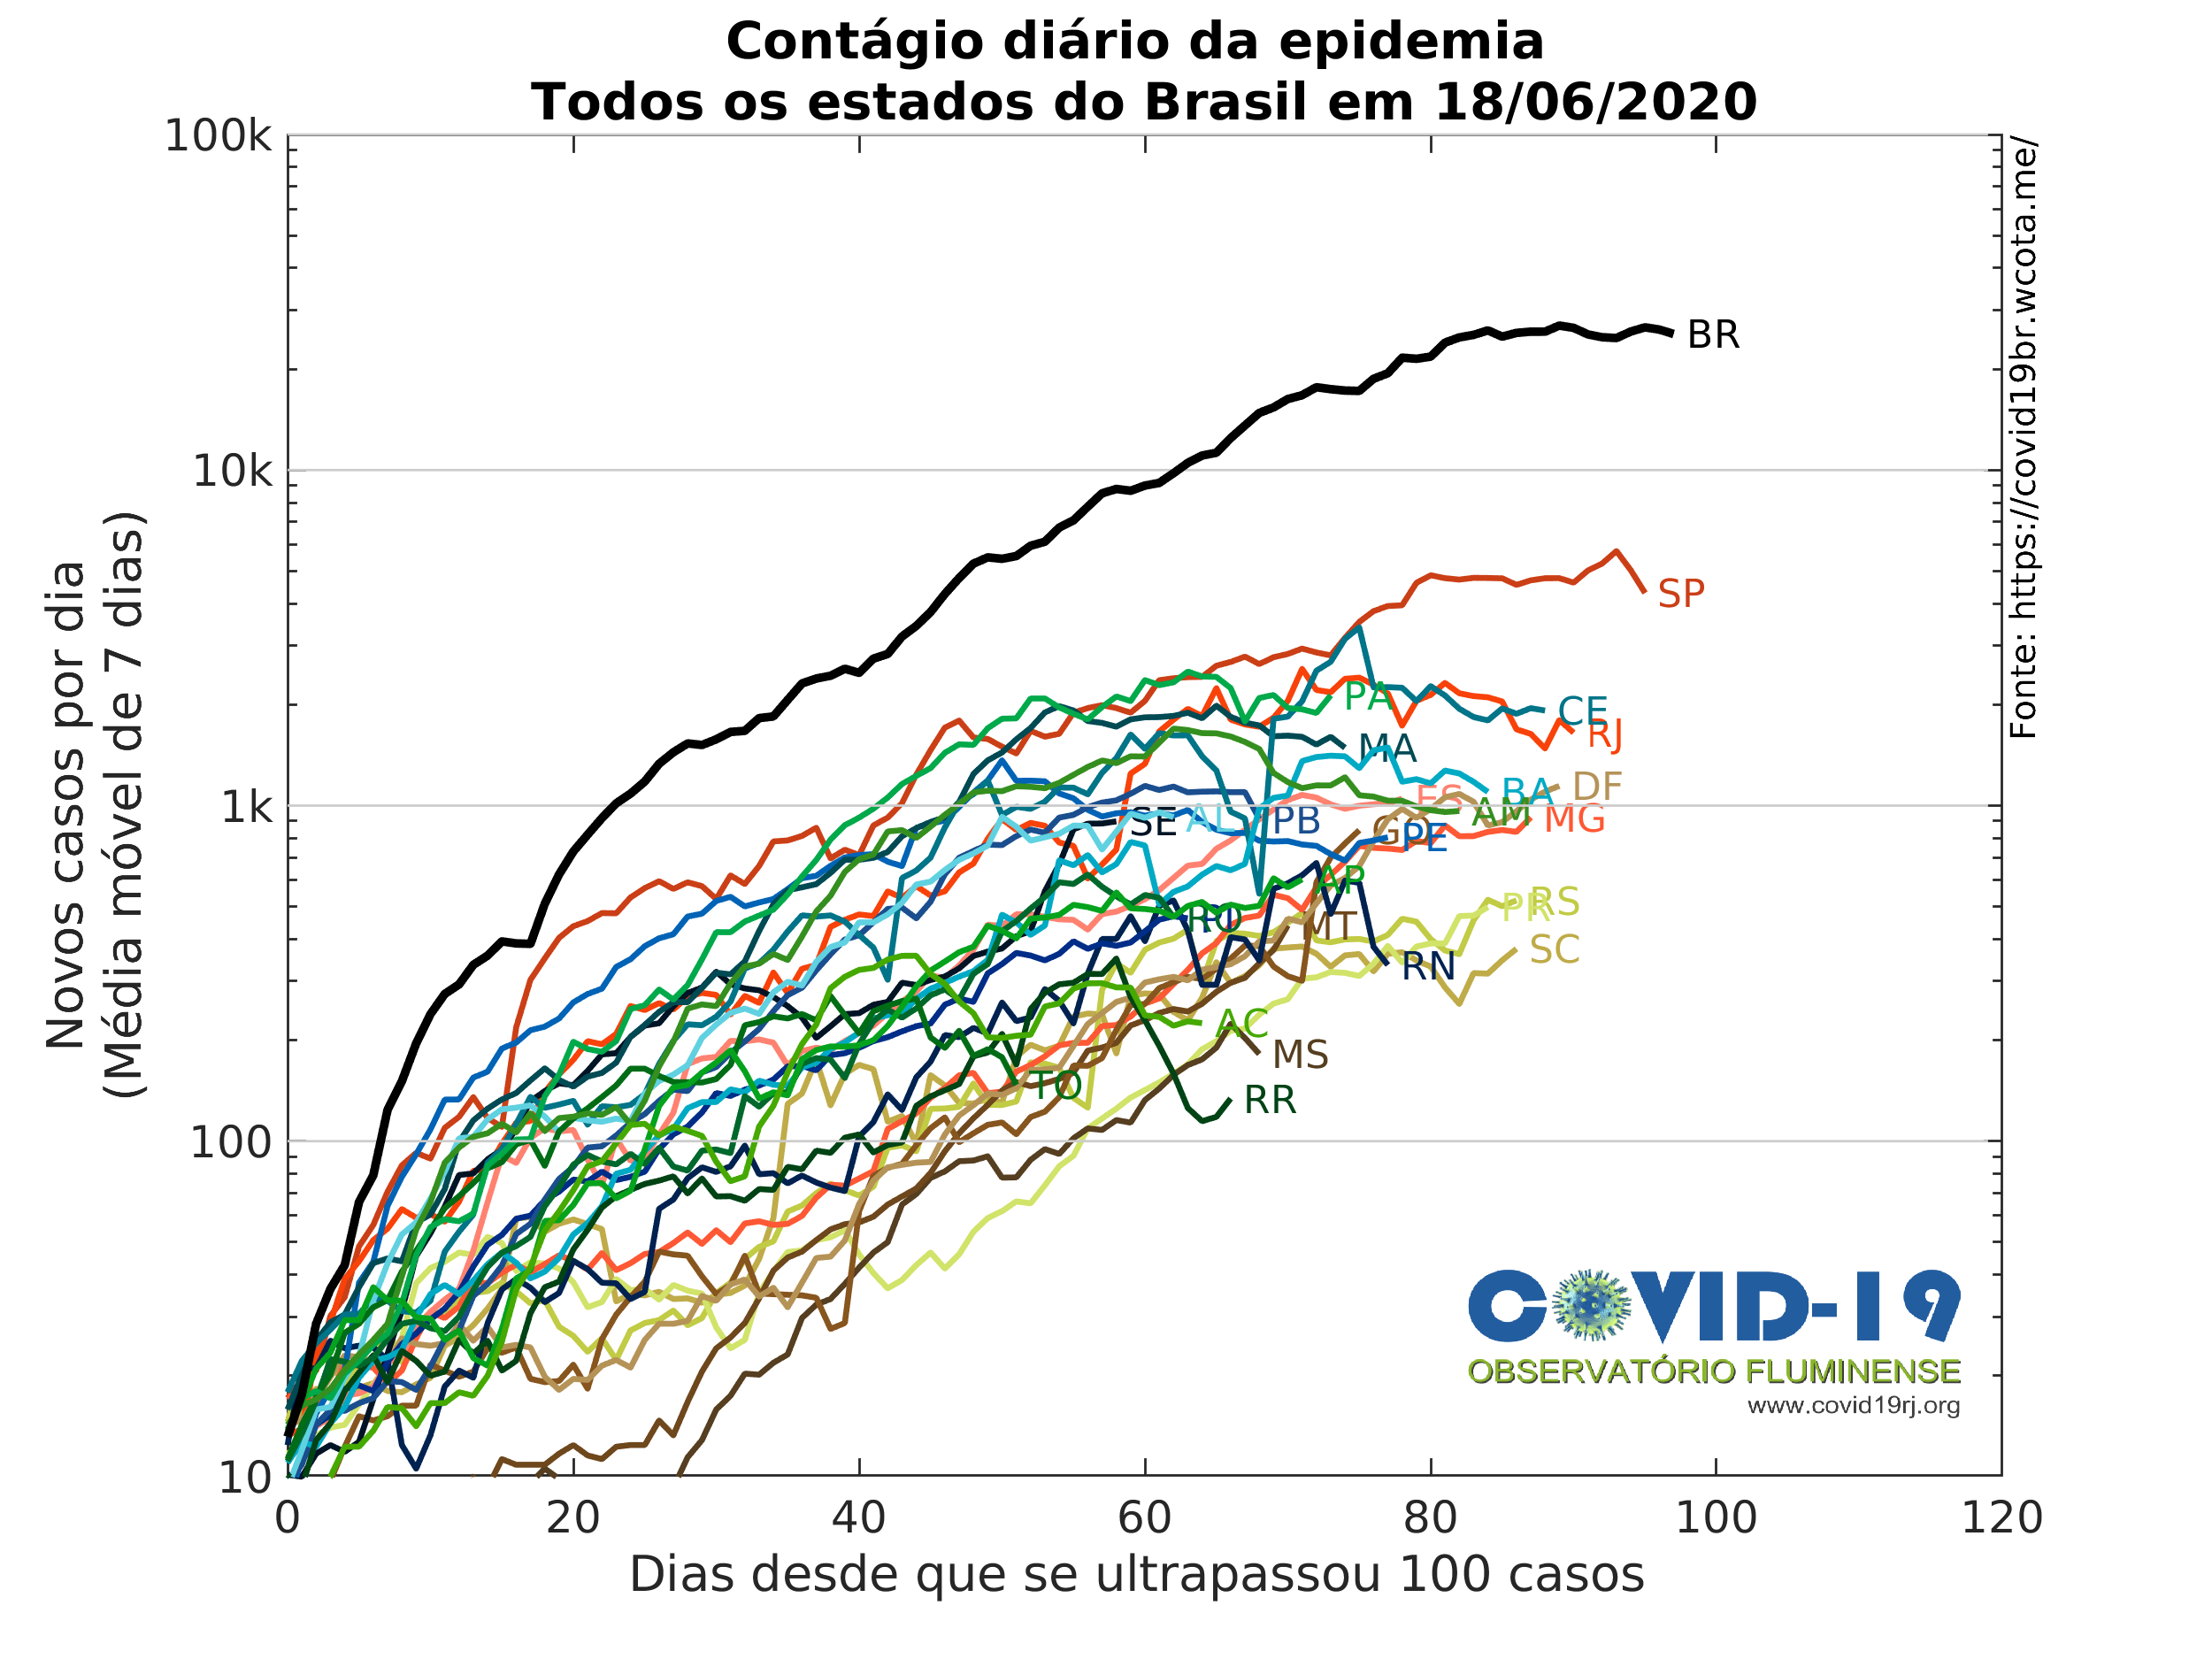 Contágio diário da epidemia
Todos os estados do Brasil em 18/06/2020
Novos casos por dia
(Média móvel de 7 dias)
100k
10k
1k
100
10
0 20 40 60 80 100 120
Dias desde que se ultrapassou 100 casos
Fonte: https://covid19br.wcota.me/
BR
SP
PA
CE
RJ
MA
DF
BA
ES
AM
MG
SE
AL
PB
GO
PE
AP
RS
PR
RO
PI
MT
SC
RN
AC
MS
TO
RR
COVID-19
OBSERVATÓRIO FLUMINENSE
www.covid19rj.org